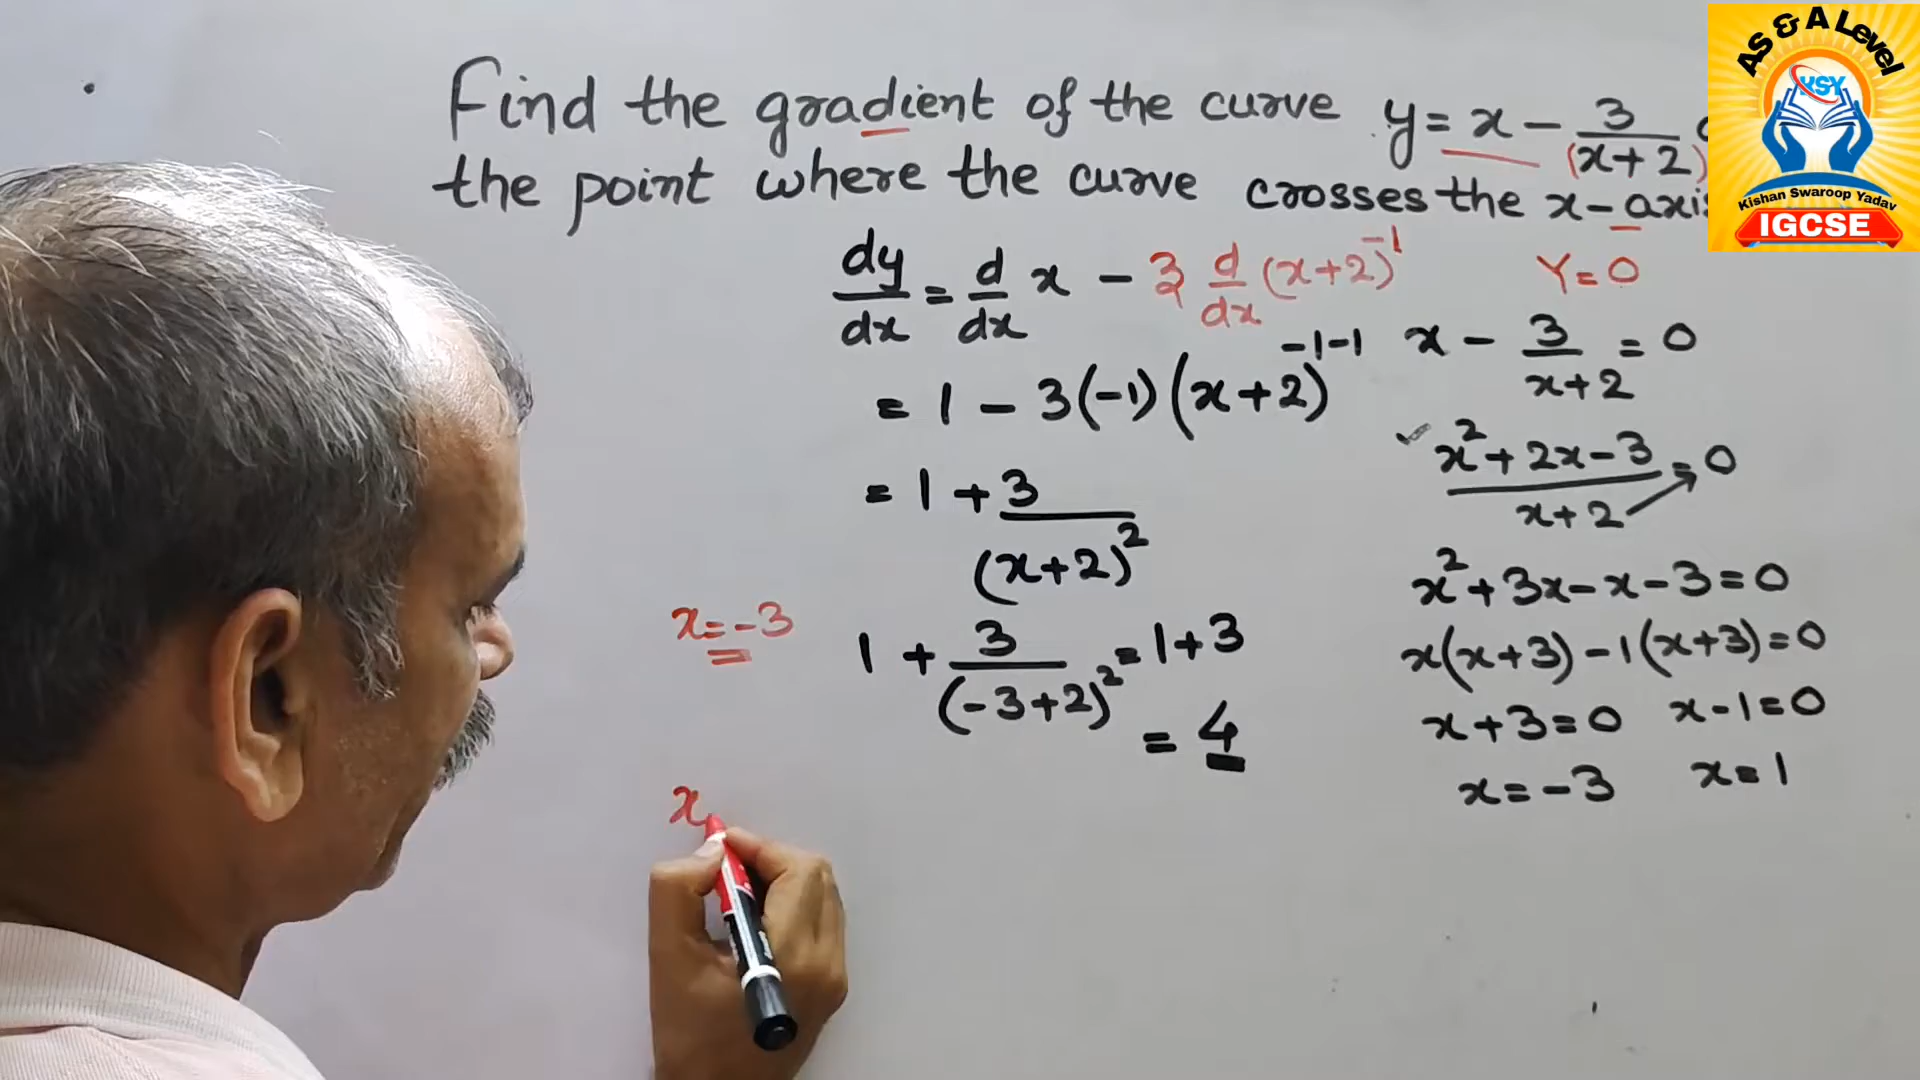 Find the gradient of the curve y = x - 3/(x+2)
the point where the curve crosses the x-axis
dy/dx = d/dx x - 3 d/dx (x+2)^-1
= 1 - 3(-1)(x+2)^-1-1
= 1 + 3/(x+2)^2
x = -3
1 + 3/(-3+2)^2 = 1+3
= 4
x
Y = 0
x - 3/x+2 = 0
x^2+2x-3/x+2 = 0
x^2+3x-x-3=0
x(x+3)-1(x+3)=0
x+3=0 x-1=0
x=-3 x=1
AS & A Level
KSY
Kishan Swaroop Yadav
IGCSE